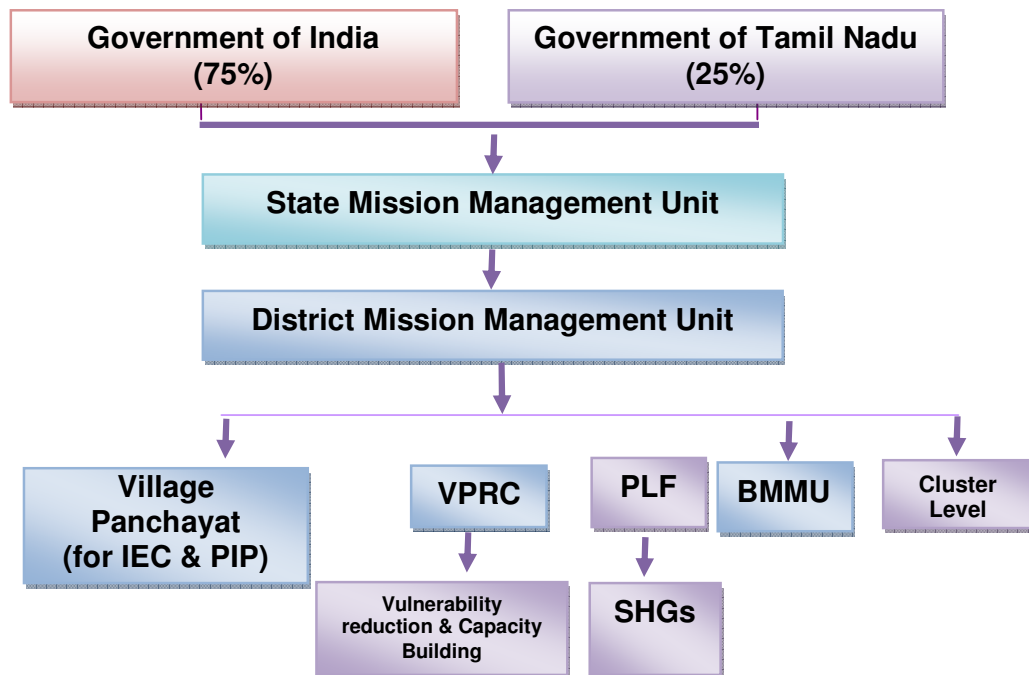 Government of India
(75%)
Government of Tamil Nadu
(25%)
State Mission Management Unit
District Mission Management Unit
Village
Panchayat
(for IEC & PIP)
VPRC
PLF
BMMU
Cluster
Level
Vulnerability
reduction & Capacity
Building
SHGs